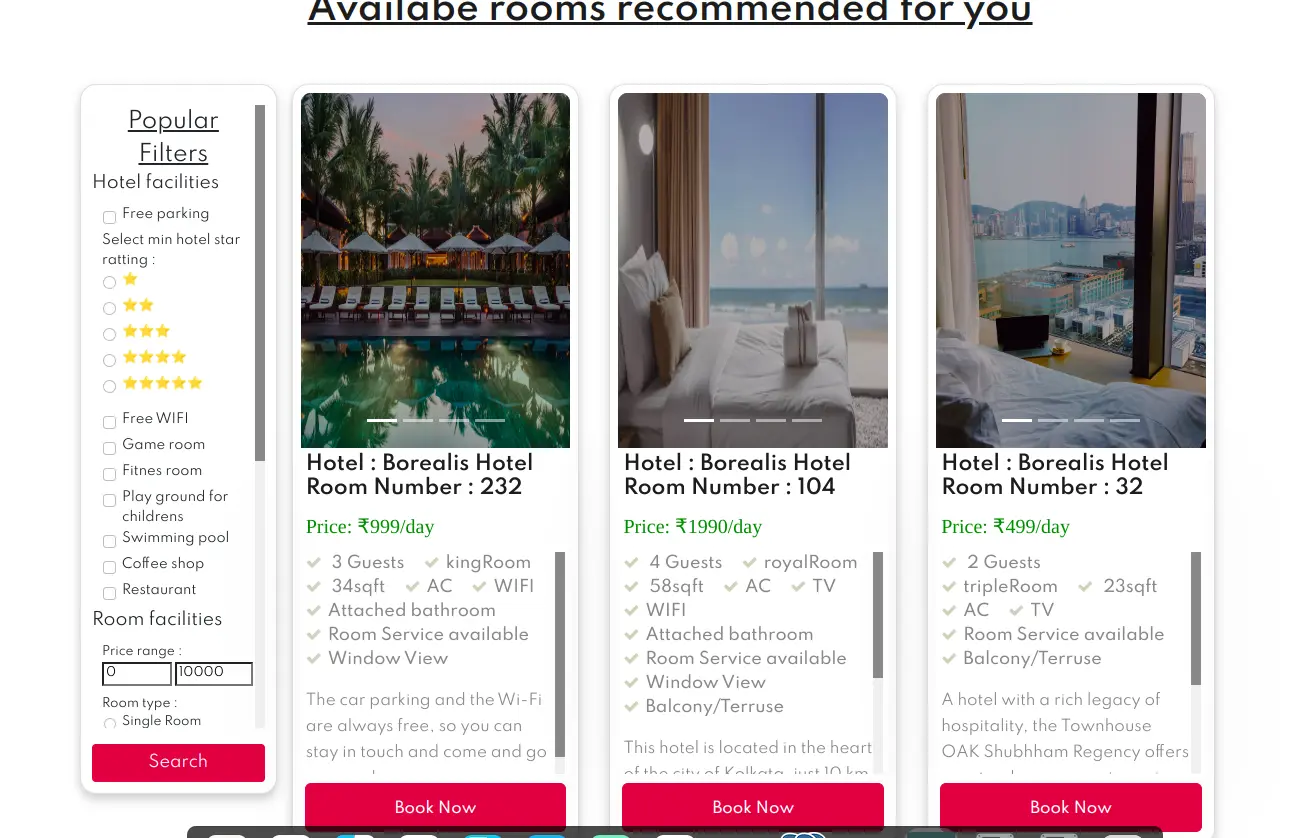 Availabe rooms recommended for you
Popular
Filters
Hotel facilities
Free parking
Select min hotel star
ratting :
Free WIFI
Game room
Fitnes room
Play ground for
childrens
Swimming pool
Coffee shop
Restaurant
Room facilities
Price range :
0 10000
Room type :
Single Room
Search
Hotel : Borealis Hotel
Room Number : 232
Price: ₹999/day
3 Guests kingRoom
34sqft AC WIFI
Attached bathroom
Room Service available
Window View
The car parking and the Wi-Fi
are always free, so you can
stay in touch and come and go
Book Now
Hotel : Borealis Hotel
Room Number : 104
Price: ₹1990/day
4 Guests royalRoom
58sqft AC TV
WIFI
Attached bathroom
Room Service available
Window View
Balcony/Terruse
This hotel is located in the heart
of the city of Kolkata, just 10 km
Book Now
Hotel : Borealis Hotel
Room Number : 32
Price: ₹499/day
2 Guests
tripleRoom 23sqft
AC TV
Room Service available
Balcony/Terruse
A hotel with a rich legacy of
hospitality, the Townhouse
OAK Shubhham Regency offers
Book Now